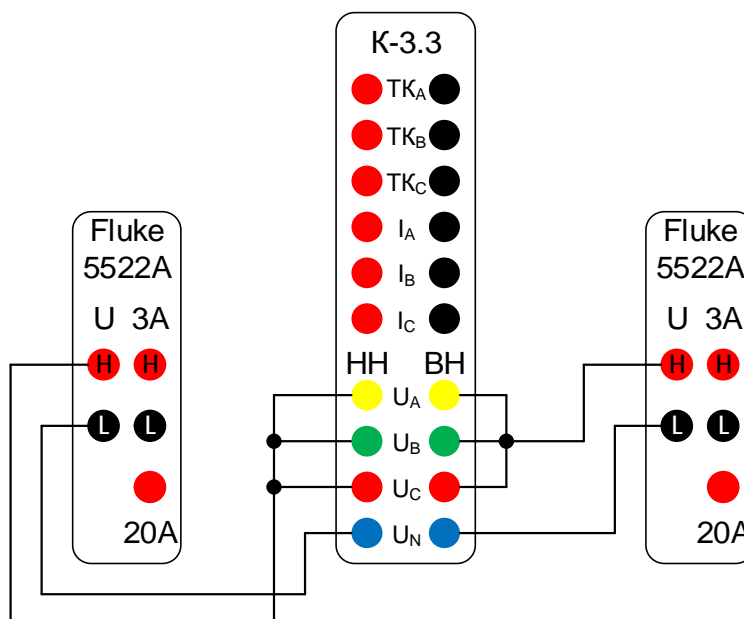 К-3.3
ТКA
ТКB
ТКC
IA
IB
IC
НН ВН
UA
UB
UC
UN
Fluke
5522A
U 3A
H H
L L
20A
Fluke
5522A
U 3A
H H
L L
20A